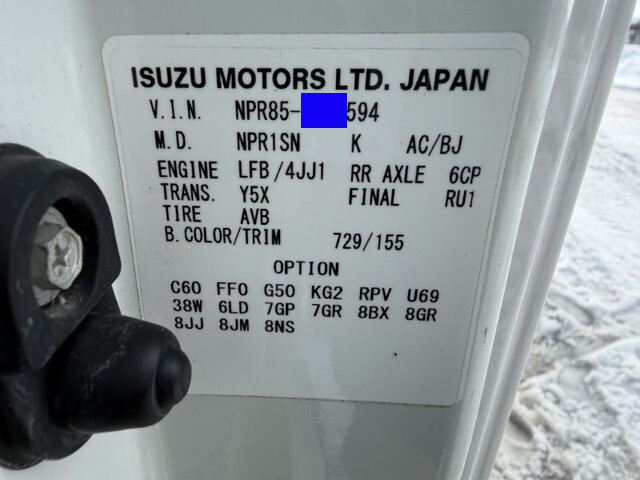 ISUZU MOTORS LTD. JAPAN
V.I.N. NPR85- 594
M.D. NPR1SN K AC/BJ
ENGINE LFB/4JJ1 RR AXLE 6CP
TRANS. Y5X FINAL RU1
TIRE AVB
B.COLOR/TRIM 729/155
OPTION
C60 FF0 G50 KG2 RPV U69
38W 6LD 7GP 7GR 8BX 8GR
8JJ 8JM 8NS